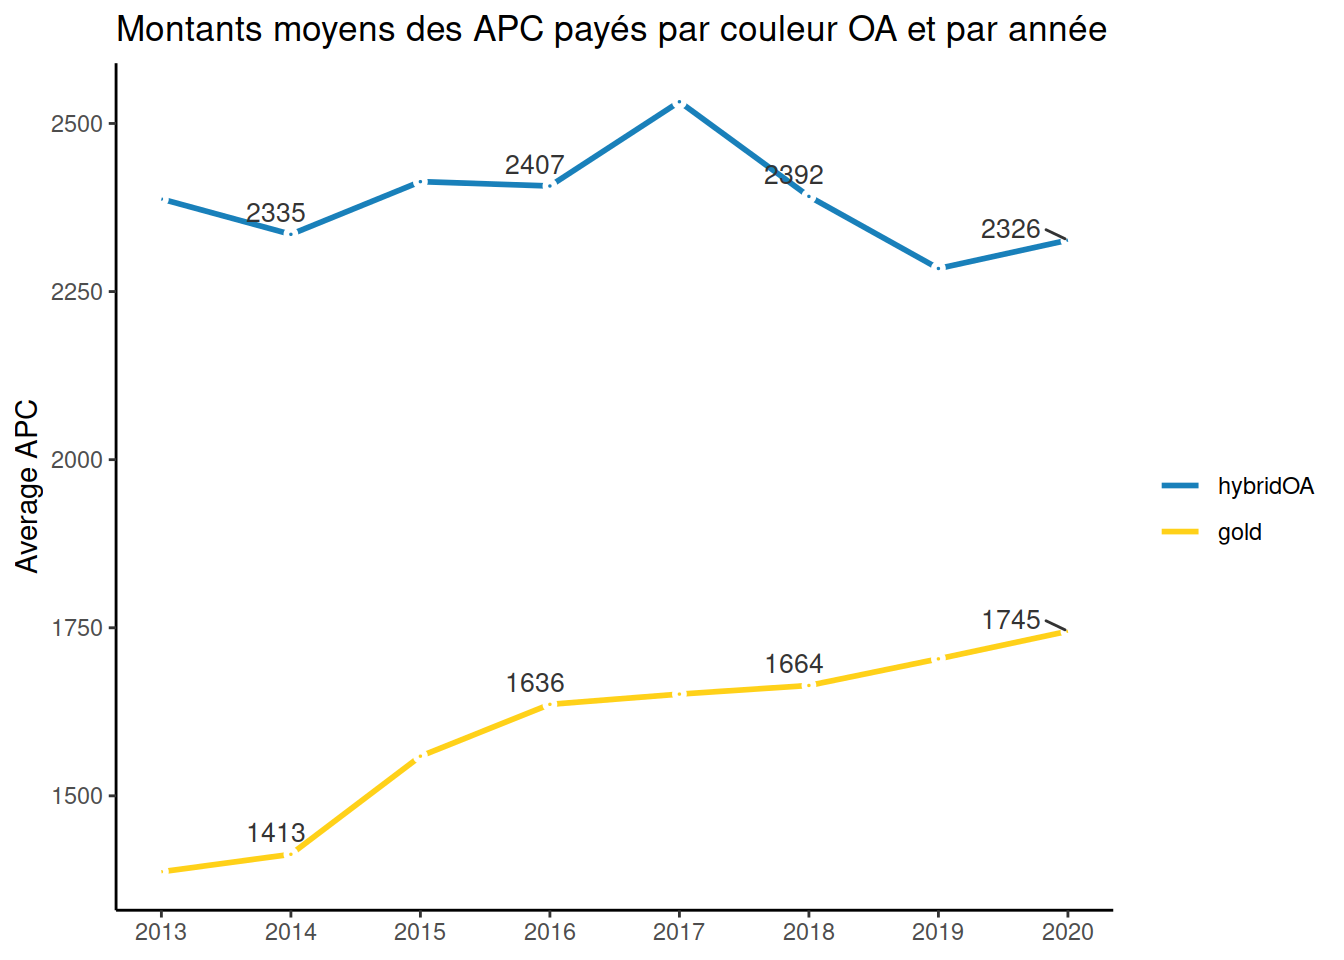 Montants moyens des APC payés par couleur OA et par année
Average APC
2500
2250
2000
1750
1500
2407
2392
2335
2326
1745
1664
1636
1413
hybridOA
gold
2013 2014 2015 2016 2017 2018 2019 2020